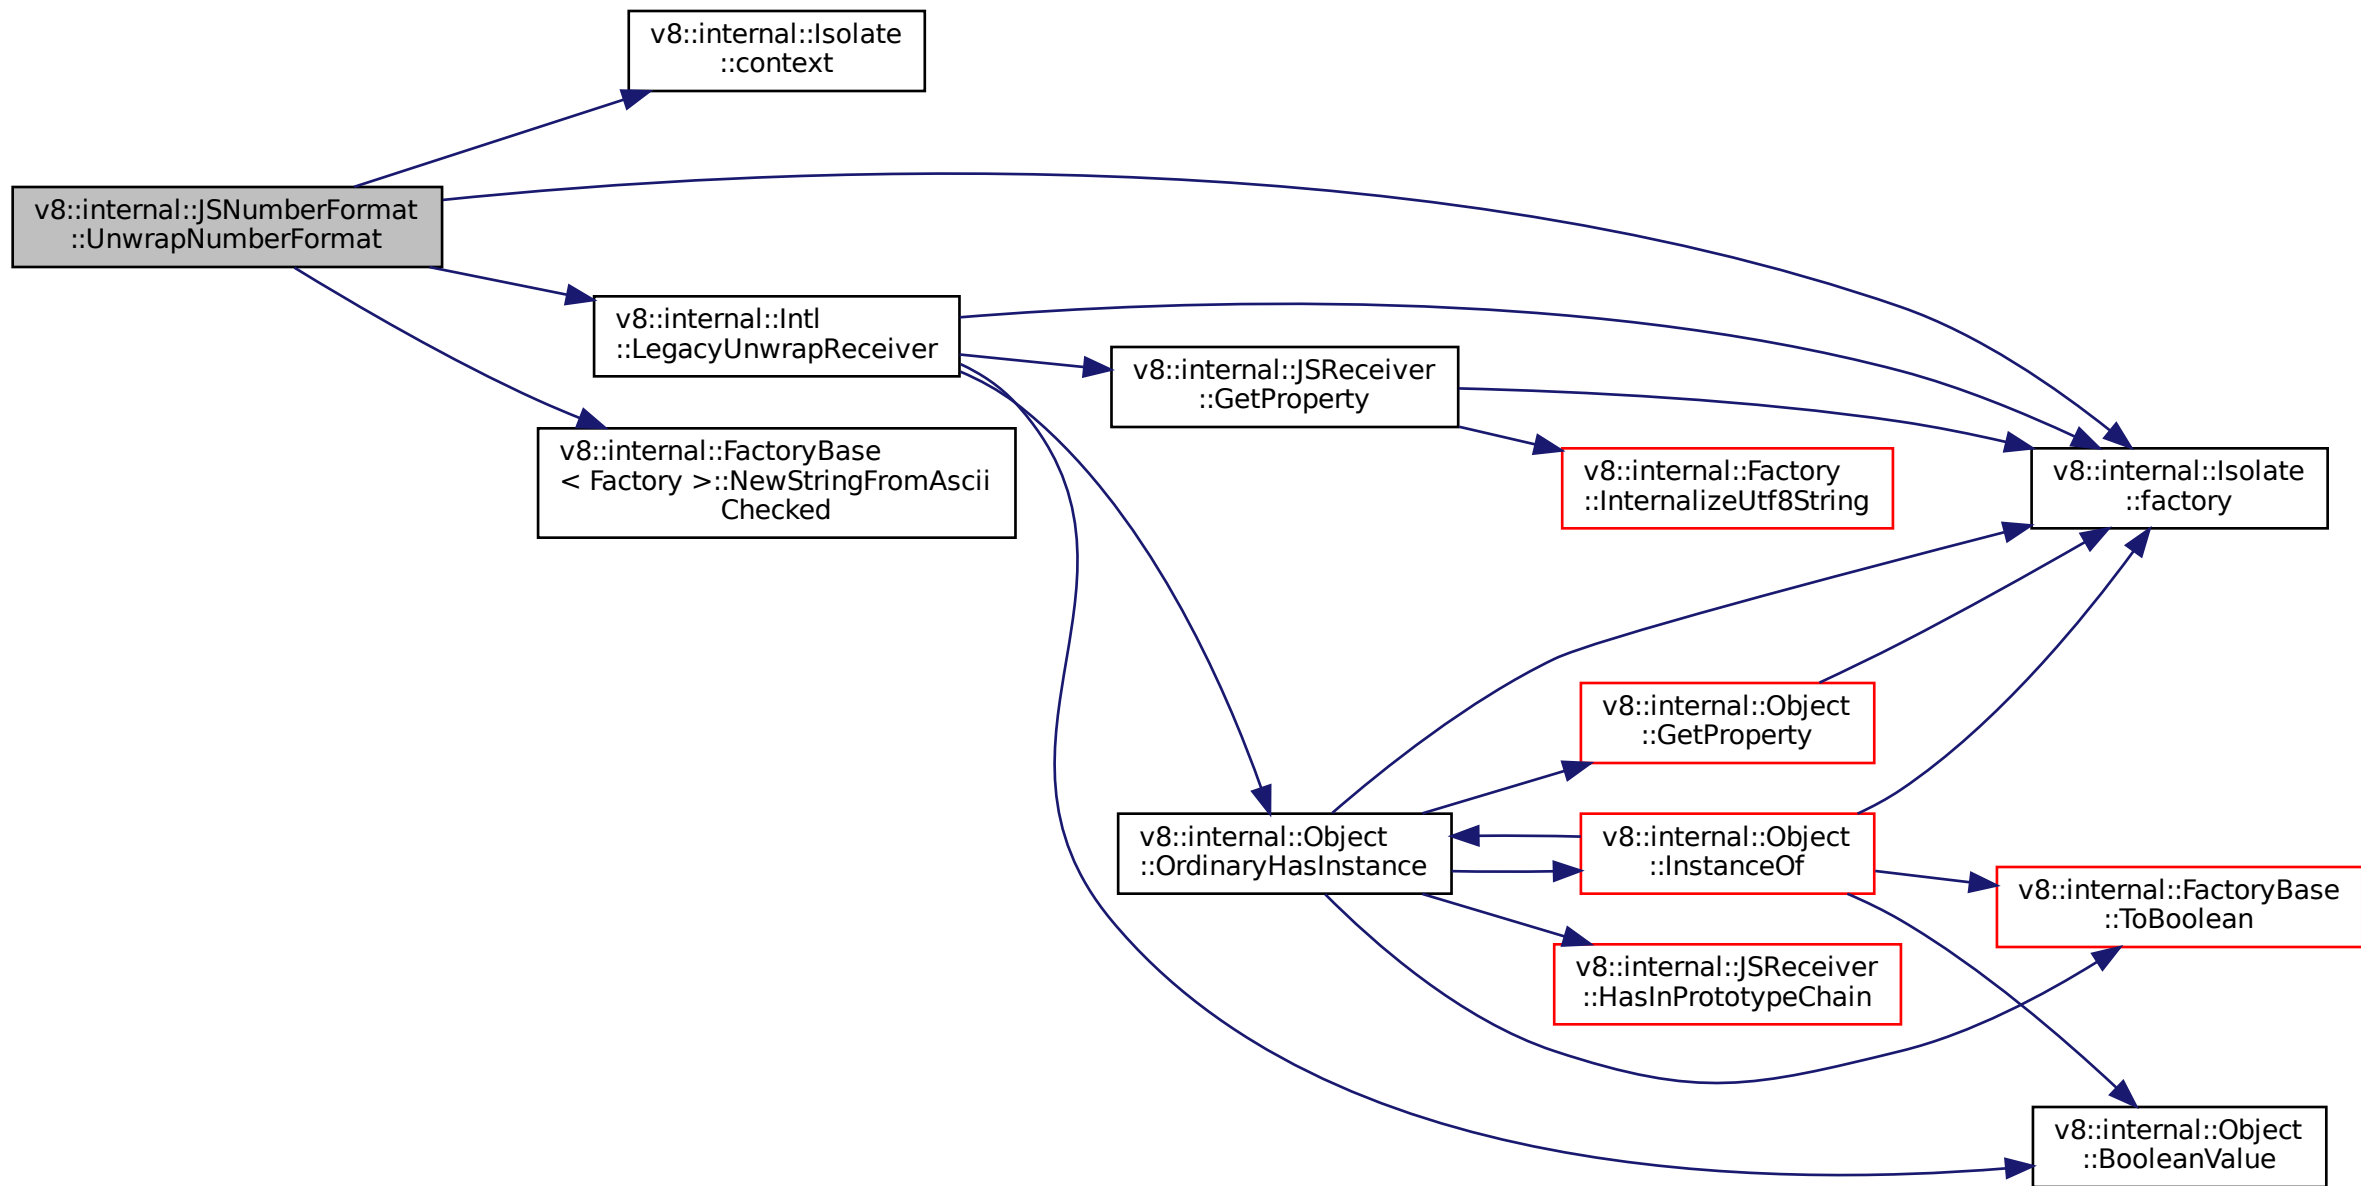 v8::internal::Isolate
::context
v8::internal::JSNumberFormat
::UnwrapNumberFormat
v8::internal::Intl
::LegacyUnwrapReceiver
v8::internal::JSReceiver
::GetProperty
v8::internal::FactoryBase
< Factory >::NewStringFromAscii
Checked
v8::internal::Factory
::InternalizeUtf8String
v8::internal::Isolate
::factory
v8::internal::Object
::GetProperty
v8::internal::Object
::OrdinaryHasInstance
v8::internal::Object
::InstanceOf
v8::internal::FactoryBase
::ToBoolean
v8::internal::JSReceiver
::HasInPrototypeChain
v8::internal::Object
::BooleanValue